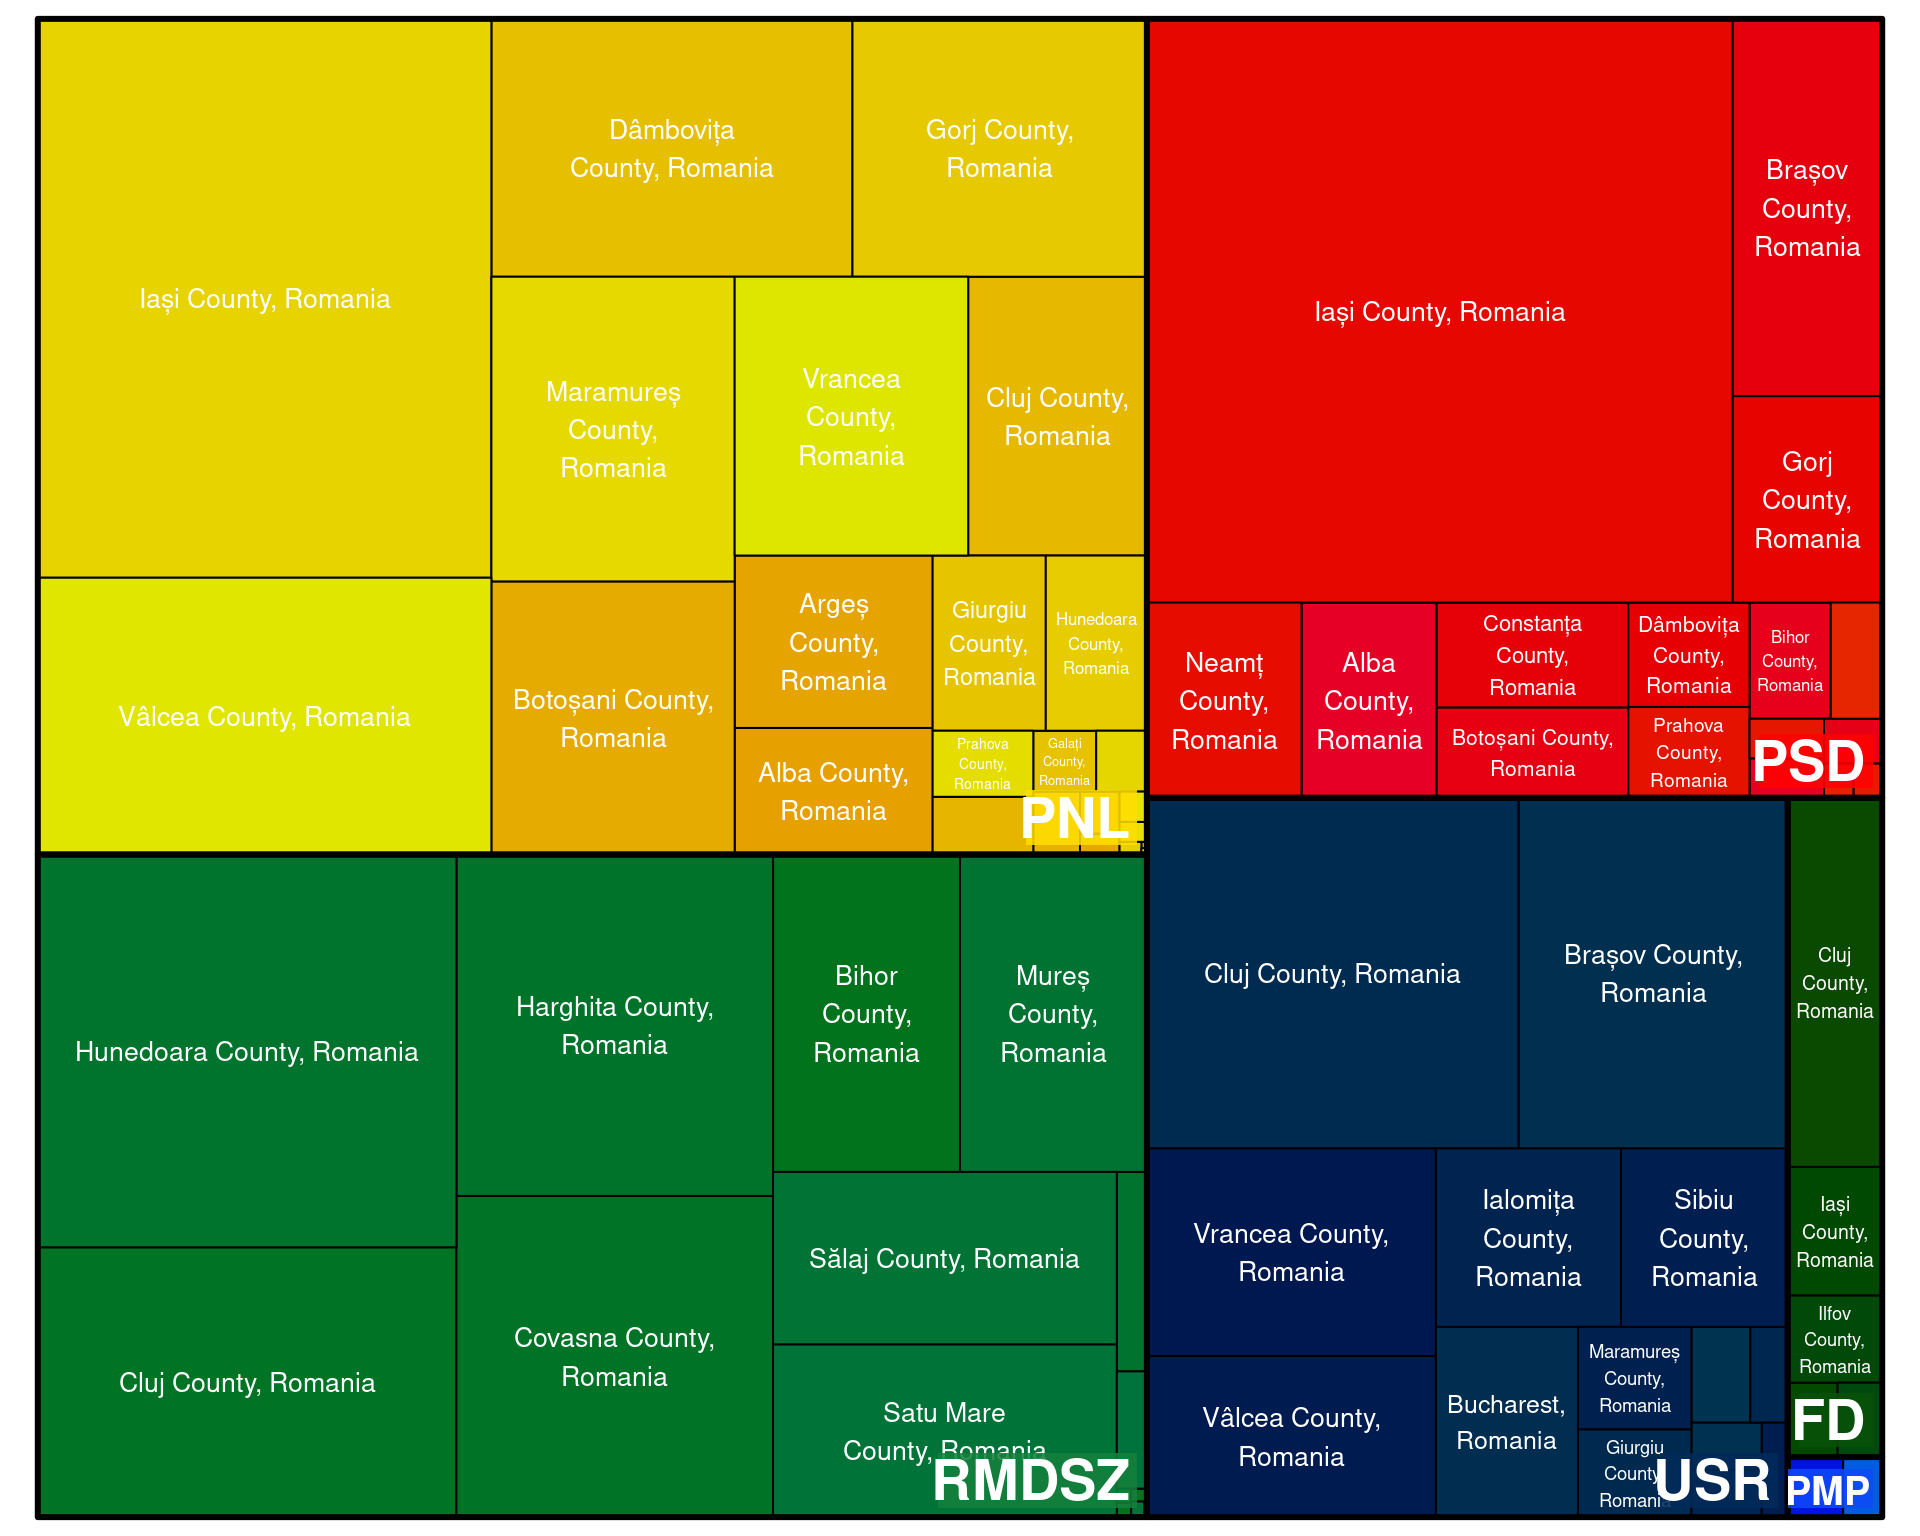 Iași County, Romania
Dâmbovița
County, Romania
Gorj County,
Romania
Maramureș
County,
Romania
Vrancea
County,
Romania
Cluj County,
Romania
Vâlcea County, Romania
Botoșani County,
Romania
Argeș
County,
Romania
Giurgiu
County,
Romania
Hunedoara
County,
Romania
Alba County,
Romania
Prahova
County,
Romania
Galați
County,
Romania
PNL
Iași County, Romania
Brașov
County,
Romania
Gorj
County,
Romania
Neamț
County,
Romania
Alba
County,
Romania
Constanța
County,
Romania
Botoșani County,
Romania
Dâmbovița
County,
Romania
Prahova
County,
Romania
Bihor
County,
Romania
PSD
Hunedoara County, Romania
Harghita County,
Romania
Bihor
County,
Romania
Mureș
County,
Romania
Cluj County, Romania
Covasna County,
Romania
Sălaj County, Romania
Satu Mare
County, Romania
RMDSZ
Cluj County, Romania
Brașov County,
Romania
Vrancea County,
Romania
Ialomița
County,
Romania
Sibiu
County,
Romania
Vâlcea County,
Romania
Bucharest,
Romania
Maramureș
County,
Romania
Giurgiu
County,
Romania
USR
Cluj
County,
Romania
Iași
County,
Romania
Ilfov
County,
Romania
FD
PMP